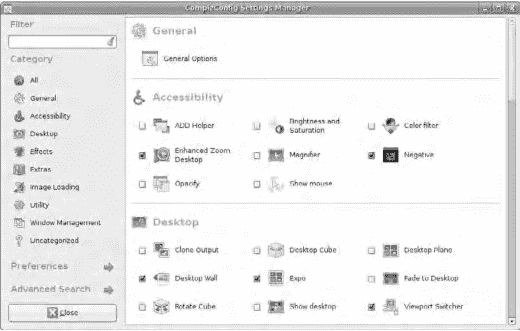 CompizConfig Settings Manager
Filter
Category
All
General
Accessibility
Desktop
Effects
Extras
Image Loading
Utility
Window Management
Uncategorized
Preferences
Advanced Search
Close
General
General Options
Accessibility
ADD Helper
Brightness and
Saturation
Color filter
Enhanced Zoom
Desktop
Magnifier
Negative
Opacify
Show mouse
Desktop
Clone Output
Desktop Cube
Desktop Plane
Desktop Wall
Expo
Fade to Desktop
Rotate Cube
Show desktop
Viewport Switcher